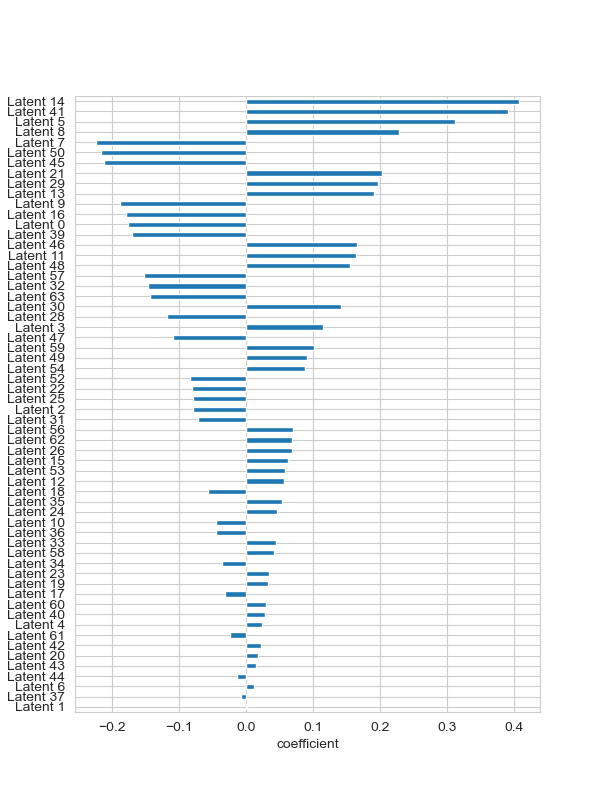 Latent 14
Latent 41
Latent 5
Latent 8
Latent 7
Latent 50
Latent 45
Latent 21
Latent 29
Latent 13
Latent 9
Latent 16
Latent 0
Latent 39
Latent 46
Latent 11
Latent 48
Latent 57
Latent 32
Latent 63
Latent 30
Latent 28
Latent 3
Latent 47
Latent 59
Latent 49
Latent 54
Latent 52
Latent 22
Latent 25
Latent 2
Latent 31
Latent 56
Latent 62
Latent 26
Latent 15
Latent 53
Latent 12
Latent 18
Latent 35
Latent 24
Latent 10
Latent 36
Latent 33
Latent 58
Latent 34
Latent 23
Latent 19
Latent 17
Latent 60
Latent 40
Latent 4
Latent 61
Latent 42
Latent 20
Latent 43
Latent 44
Latent 6
Latent 37
Latent 1
−0.2 −0.1 0.0 0.1 0.2 0.3 0.4
coefficient